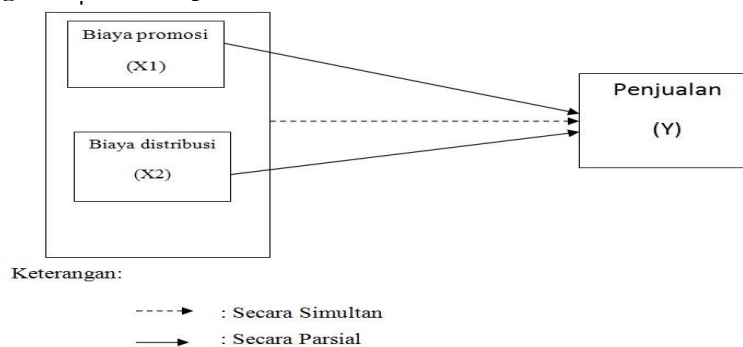 Biaya promosi
(X1)
Biaya distribusi
(X2)
Penjualan
(Y)
Keterangan:
: Secara Simultan
: Secara Parsial